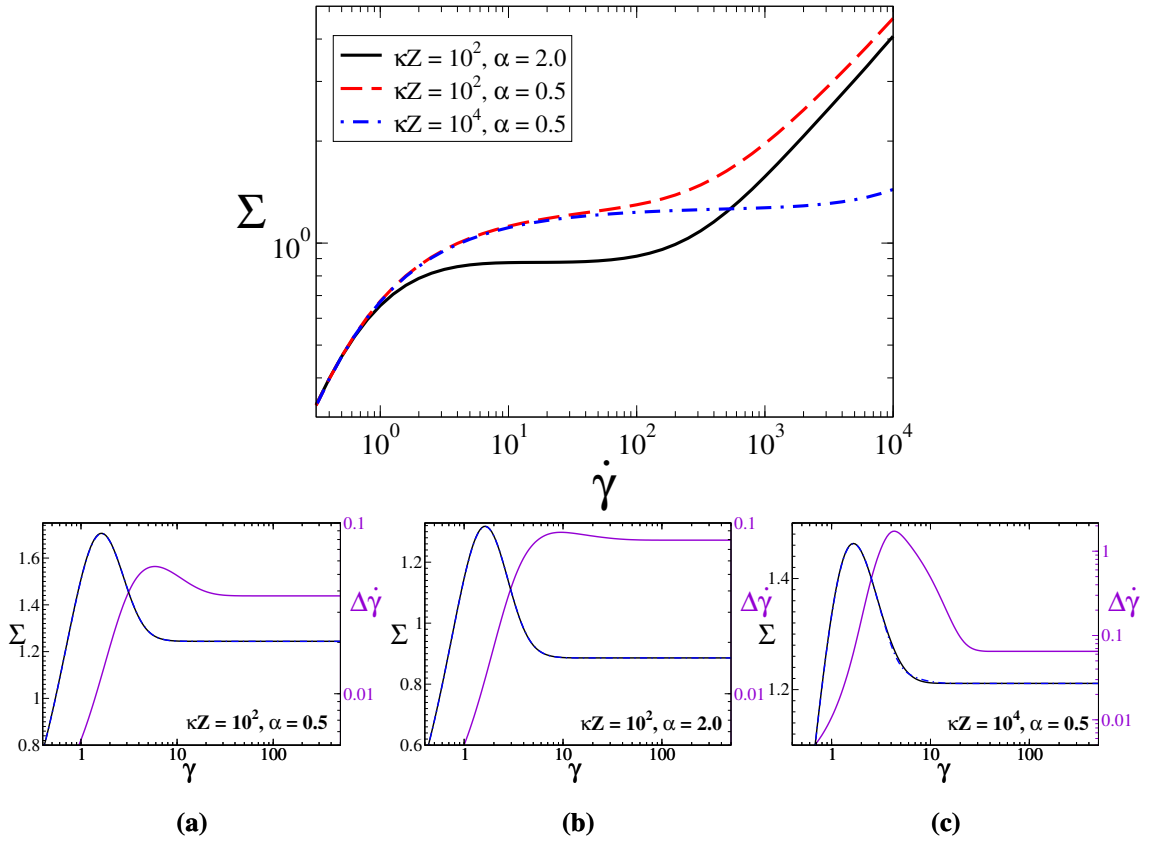 κZ = 10², α = 2.0
κZ = 10², α = 0.5
κZ = 10⁴, α = 0.5
Σ
10⁰
10⁰ 10¹ 10² 10³ 10⁴
γ̇
1.6
1.4
Σ
1.2
1
0.8
0.1
Δγ̇
0.01
κZ = 10², α = 0.5
1 10 100
γ
(a)
1.2
1
Σ
0.8
0.6
0.1
Δγ̇
0.01
κZ = 10², α = 2.0
1 10 100
γ
(b)
1.4
Σ
1.2
1
Δγ̇
0.1
0.01
κZ = 10⁴, α = 0.5
1 10 100
γ
(c)